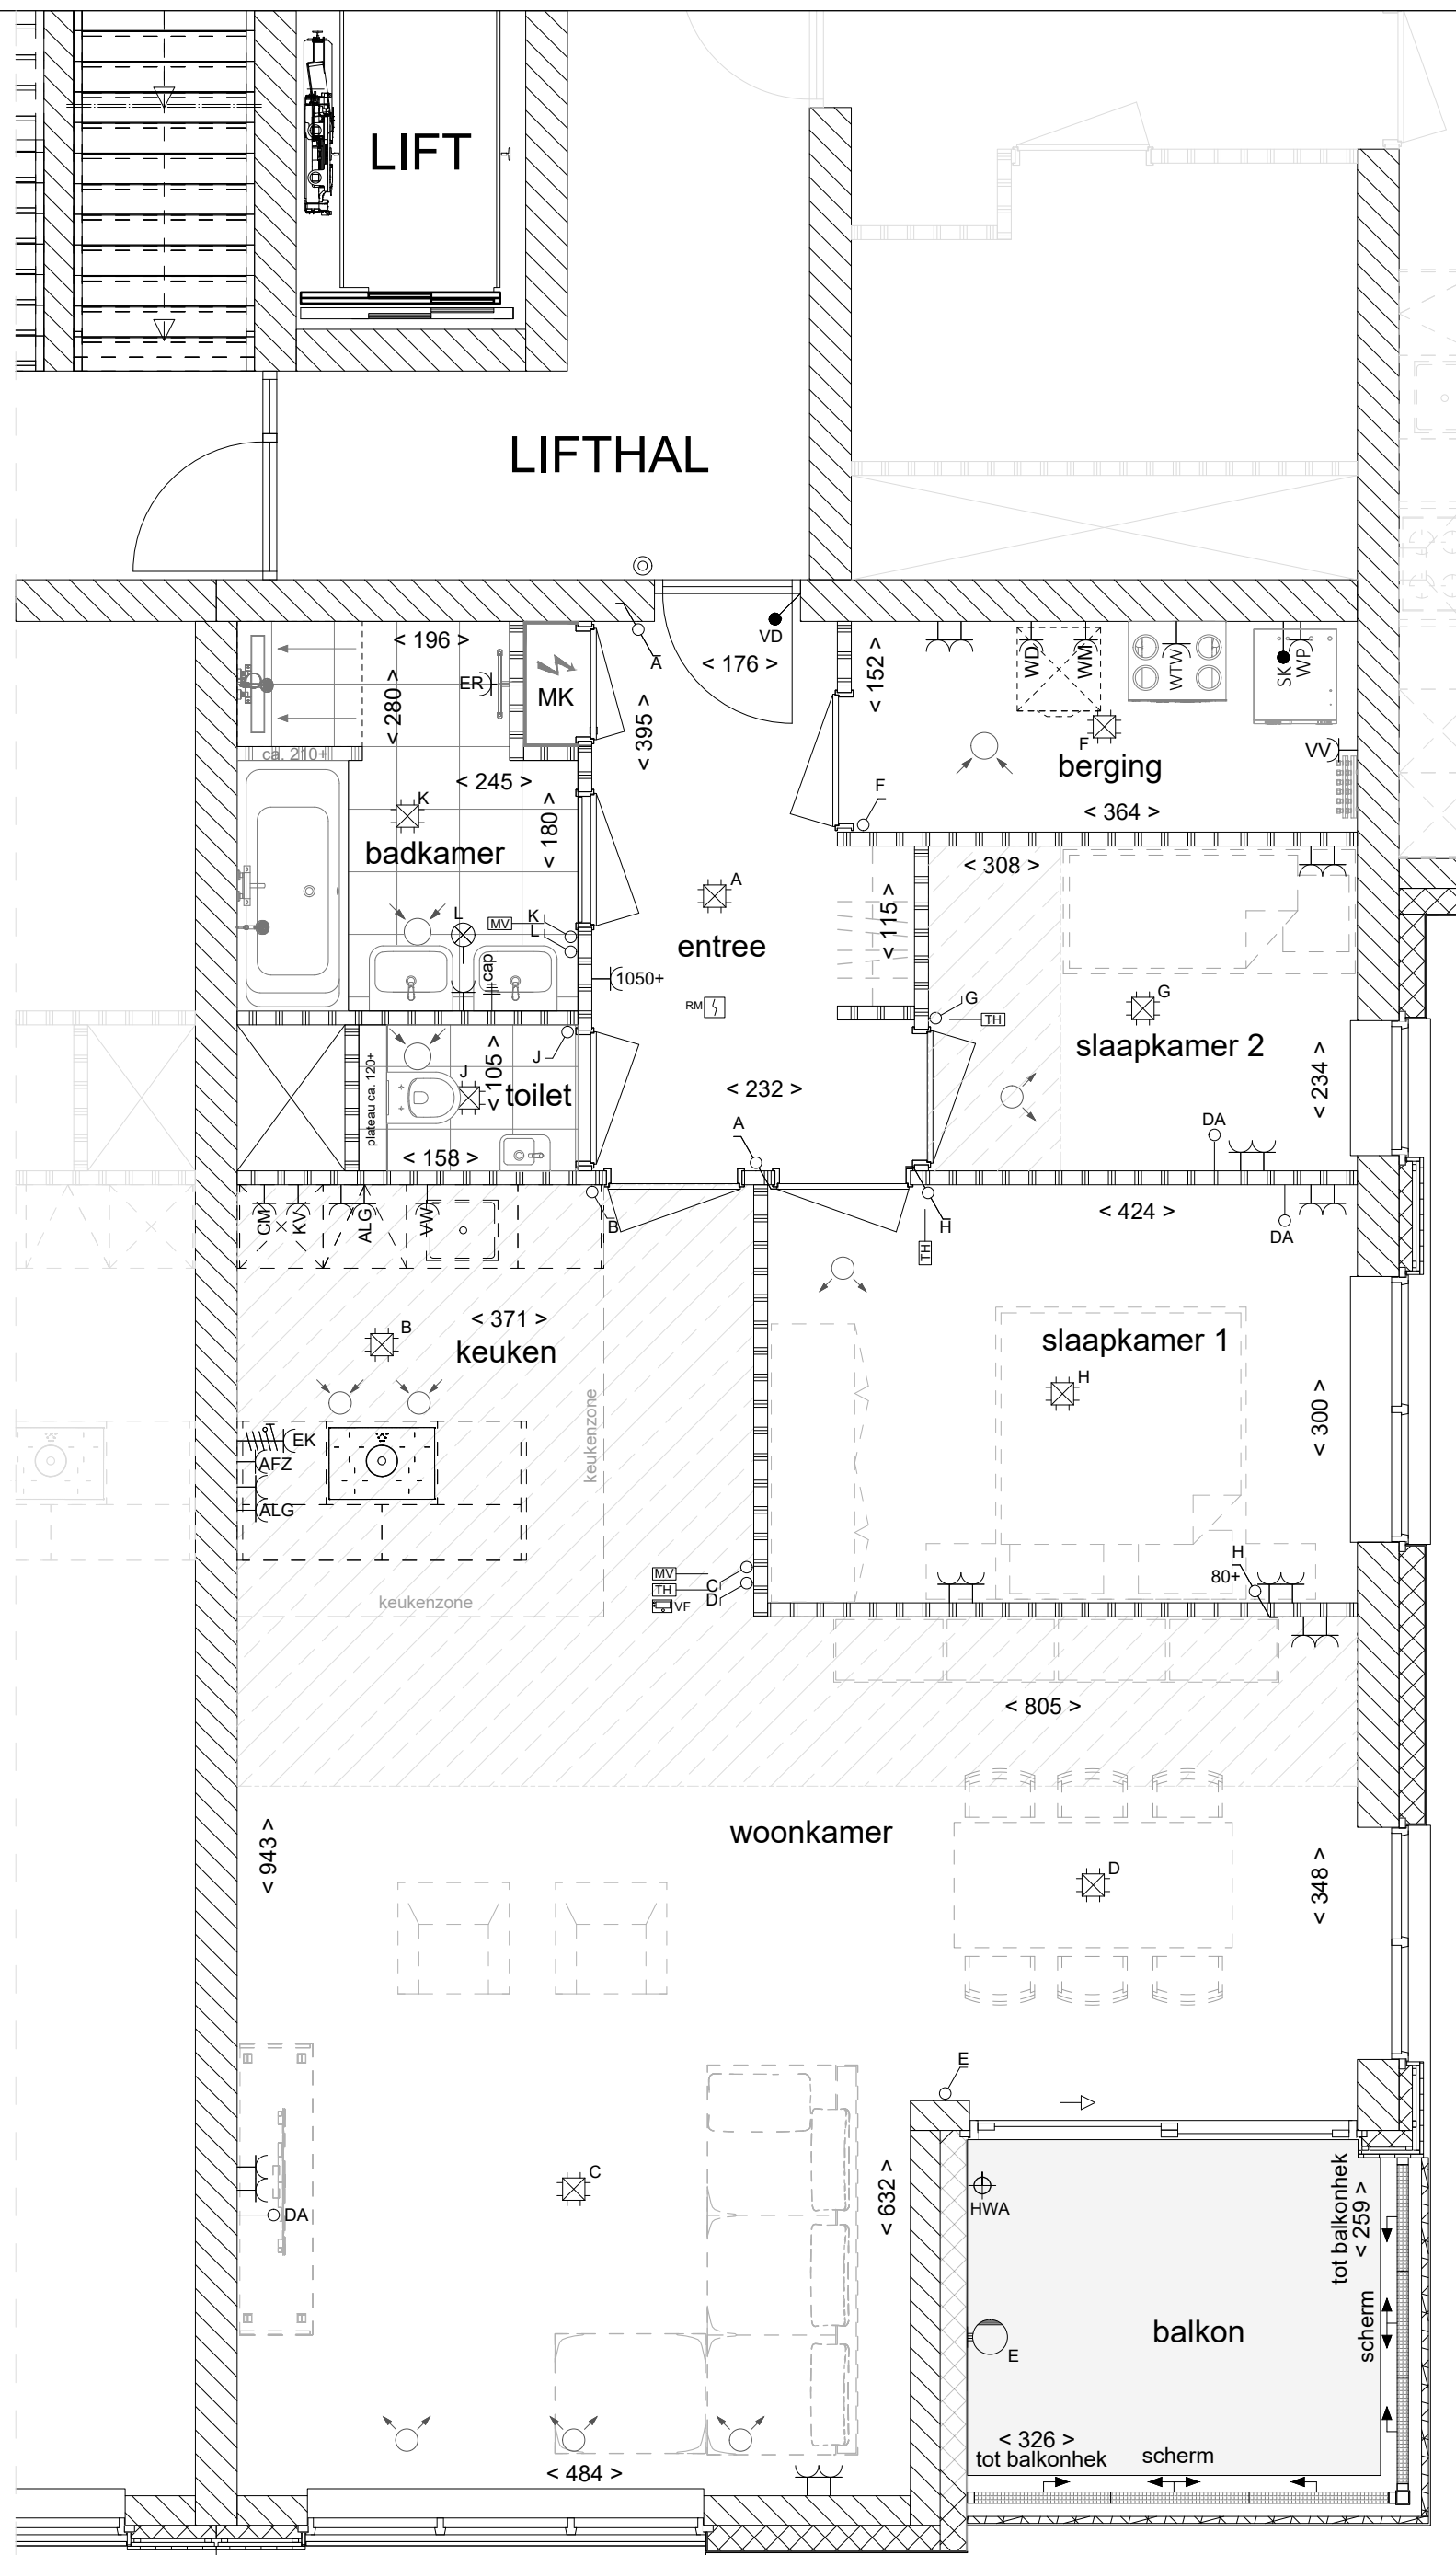 LIFT
LIFTHAL
VD
< 196 >
< 176 >
A
ER
MK
< 280 >
< 395 >
< 152 >
WD
WM
WTW
SK
WP
ca. 210+
< 245 >
F
VV
berging
F
< 364 >
K
badkamer
< 180 >
< 308 >
A
entree
< 115 >
L
MV
K
L
cap
1050+
RM
G
TH
G
slaapkamer 2
J
< 105 >
toilet
J
plateau ca. 120+
< 158 >
< 232 >
A
< 234 >
DA
CM
KV
ALG
VW
B
H
TH
< 424 >
DA
< 371 >
B
keuken
slaapkamer 1
H
< 300 >
keukenzone
EK
AFZ
ALG
keukenzone
MV
TH
VF
C
D
H
80+
< 805 >
< 943 >
woonkamer
D
< 348 >
E
C
DA
< 632 >
HWA
tot balkonhek
< 259 >
scherm
balkon
E
< 326 >
tot balkonhek
scherm
< 484 >